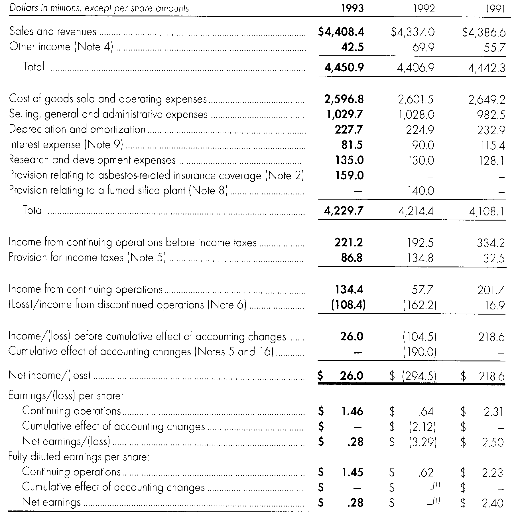 Dollars in millions, except per share amounts 1993 1992 1991
Sales and revenues $4,408.4 $4,337.0 $4,386.6
Other income (Note 4) 42.5 69.9 55.7
Total 4,450.9 4,406.9 4,442.3
Cost of goods sold and operating expenses 2,596.8 2,601.5 2,649.2
Selling, general and administrative expenses 1,029.7 1,028.0 982.5
Depreciation and amortization 227.7 224.9 232.9
Interest expense (Note 9) 81.5 90.0 115.4
Research and development expenses 135.0 130.0 128.1
Provision relating to asbestos-related insurance coverage (Note 2) 159.0 – –
Provision relating to a fumed silica plant (Note 8) – 140.0 –
Total 4,229.7 4,214.4 4,108.1
Income from continuing operations before income taxes 221.2 192.5 334.2
Provision for income taxes (Note 5) 86.8 134.8
Income from continuing operations 134.4 57.7 201.7
(Loss)/income from discontinued operations (Note 6) (108.4) (162.2) 16.9
Income/(loss) before cumulative effect of accounting changes 26.0 (104.5) 218.6
Cumulative effect of accounting changes (Notes 5 and 16) – (190.0) –
Net income/(loss) $ 26.0 $ (294.5) $ 218.6
Earnings/(loss) per share:
Continuing operations $ 1.46 $ .64 $ 2.31
Cumulative effect of accounting changes $ – $ (2.12) $ –
Net earnings/(loss) $ .28 $ (3.29) $ 2.50
Fully diluted earnings per share:
Continuing operations $ 1.45 $ .62 $ 2.23
Cumulative effect of accounting changes $ – $ –(1) $ –
Net earnings $ .28 $ –(1) $ 2.40